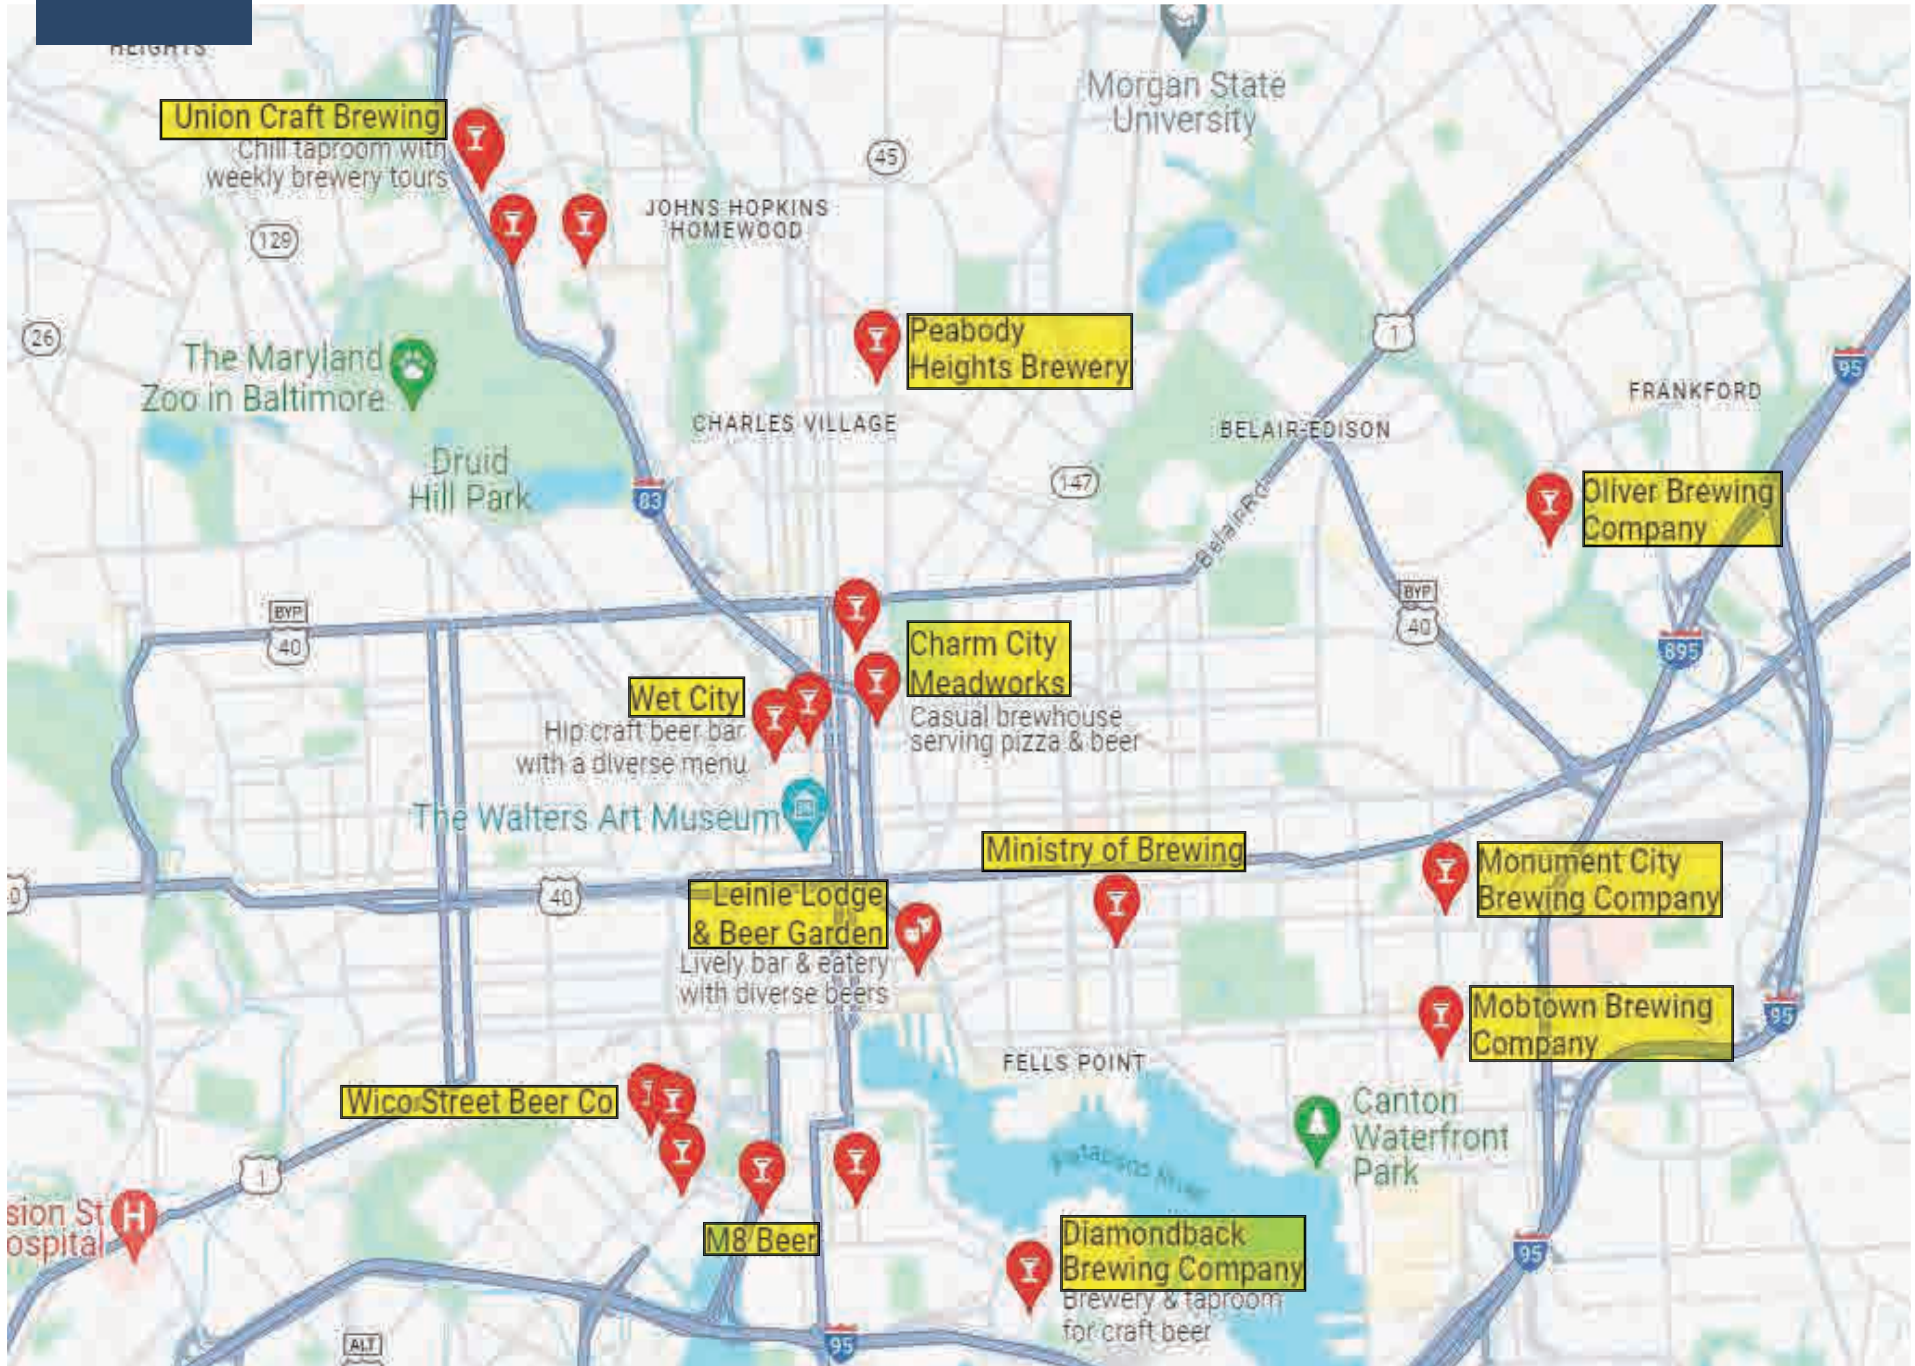 HEIGHTS
Morgan State
University
Union Craft Brewing
Chill taproom with
weekly brewery tours
45
JOHNS HOPKINS
HOMEWOOD
129
26
1
Peabody
Heights Brewery
The Maryland
Zoo in Baltimore
95
FRANKFORD
CHARLES VILLAGE
BELAIR-EDISON
Druid
Hill Park
147
83
Oliver Brewing
Company
Belair Rd
BYP
40
BYP
40
Charm City
Meadworks
Casual brewhouse
serving pizza & beer
895
Wet City
Hip craft beer bar
with a diverse menu
The Walters Art Museum
Ministry of Brewing
Monument City
Brewing Company
0
40
Leinie Lodge
& Beer Garden
Lively bar & eatery
with diverse beers
Mobtown Brewing
Company
95
FELLS POINT
Wico Street Beer Co
Canton
Waterfront
Park
1
sion St
ospital
H
M8 Beer
Diamondback
Brewing Company
Brewery & taproom
for craft beer
95
ALT
95